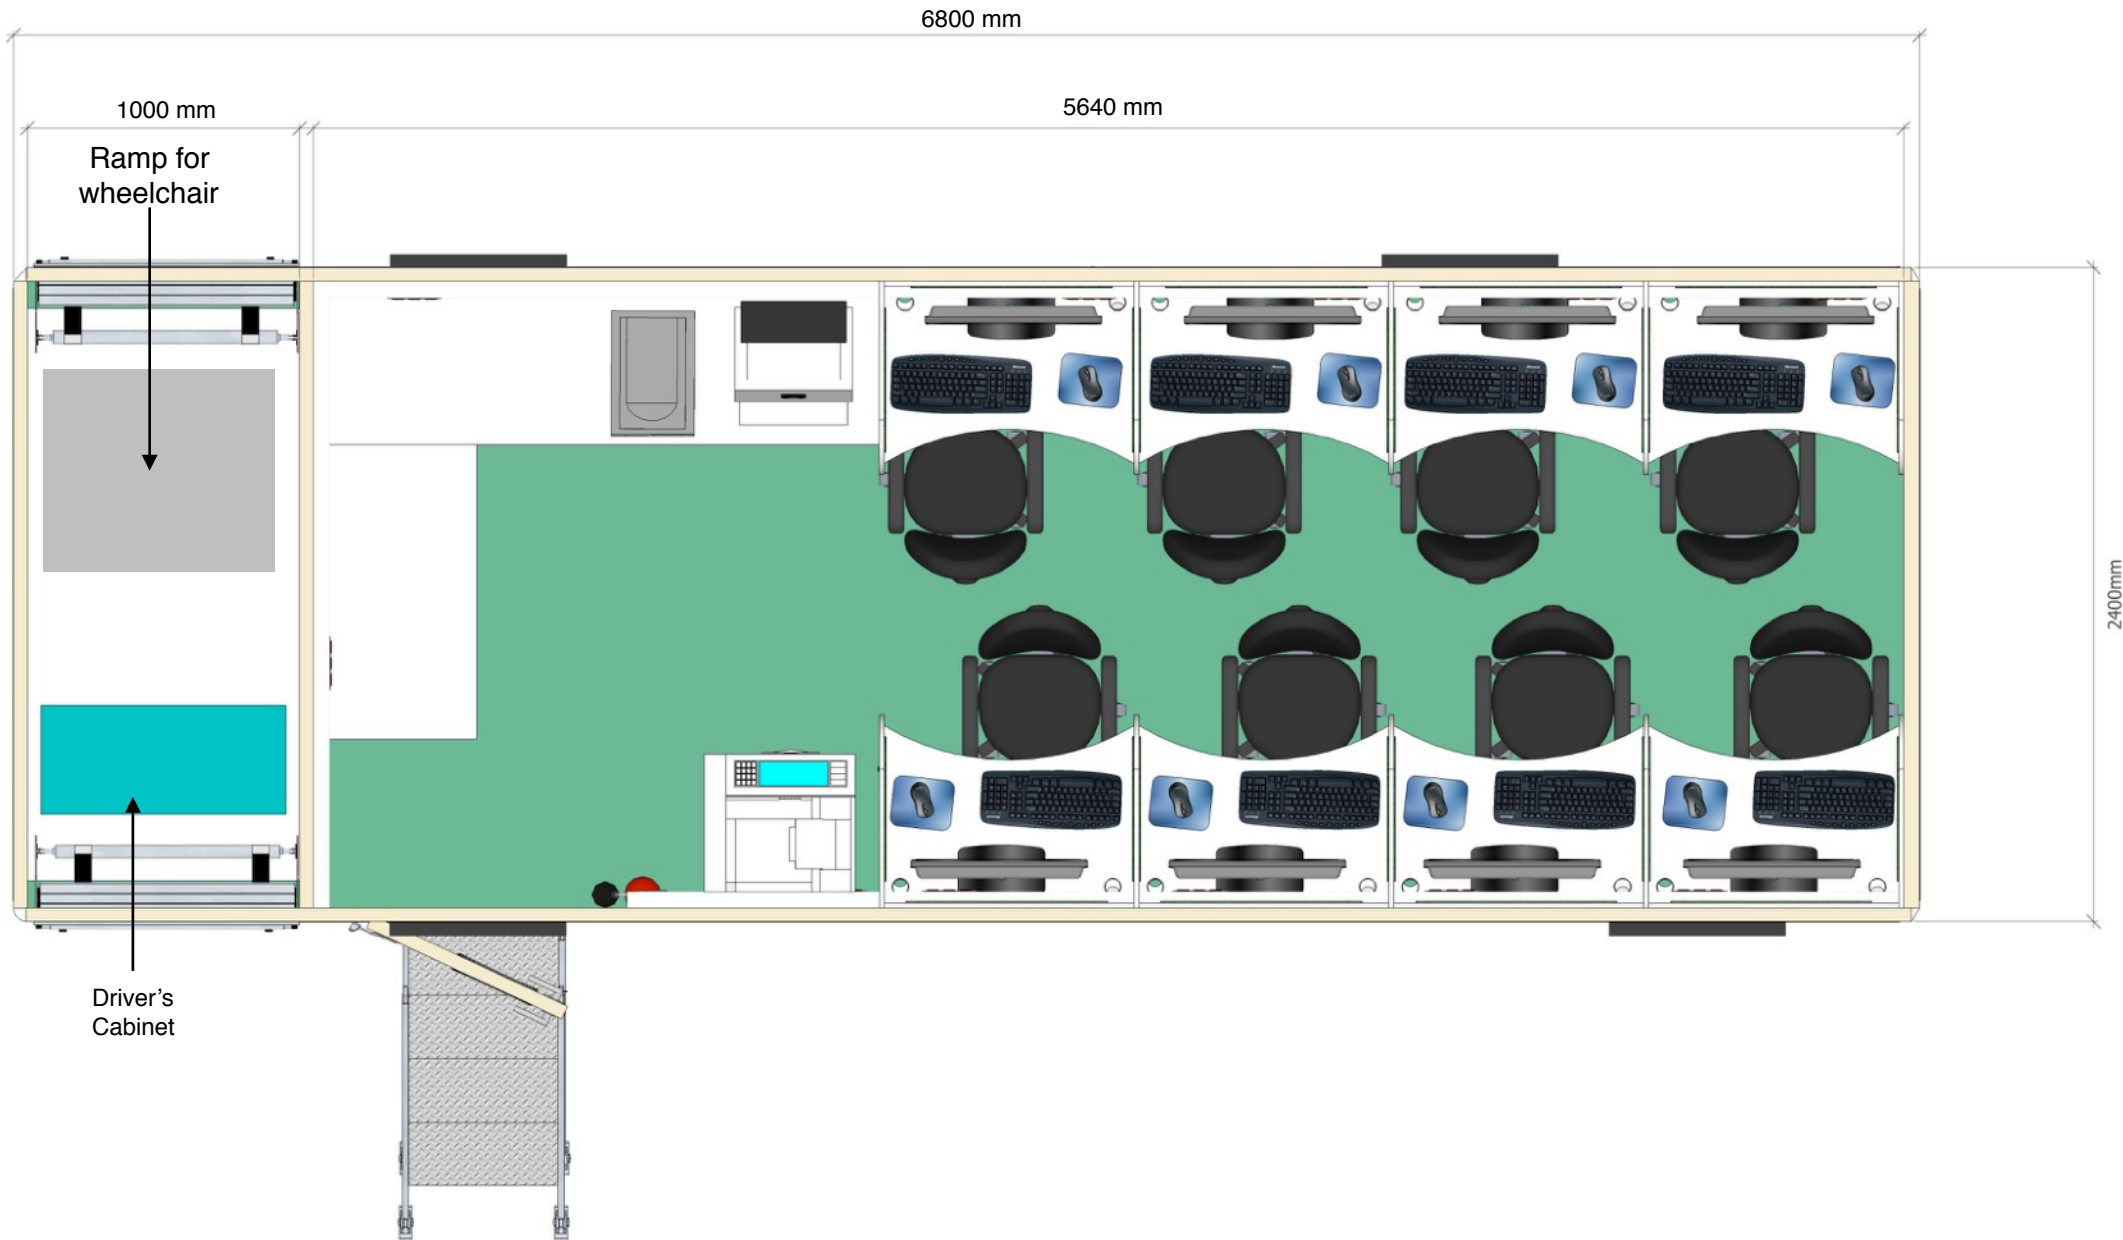 6800 mm
1000 mm
5640 mm
Ramp for
wheelchair
2400mm
Driver’s
Cabinet